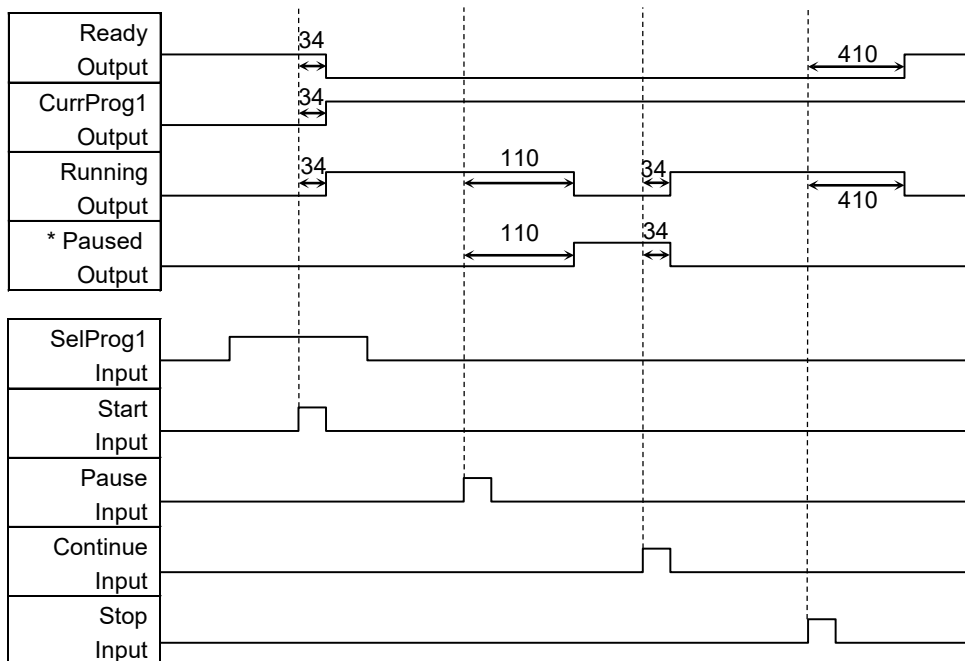 Ready
Output
34
410
CurrProg1
Output
34
Running
Output
34
110
34
410
* Paused
Output
110
34
SelProg1
Input
Start
Input
Pause
Input
Continue
Input
Stop
Input